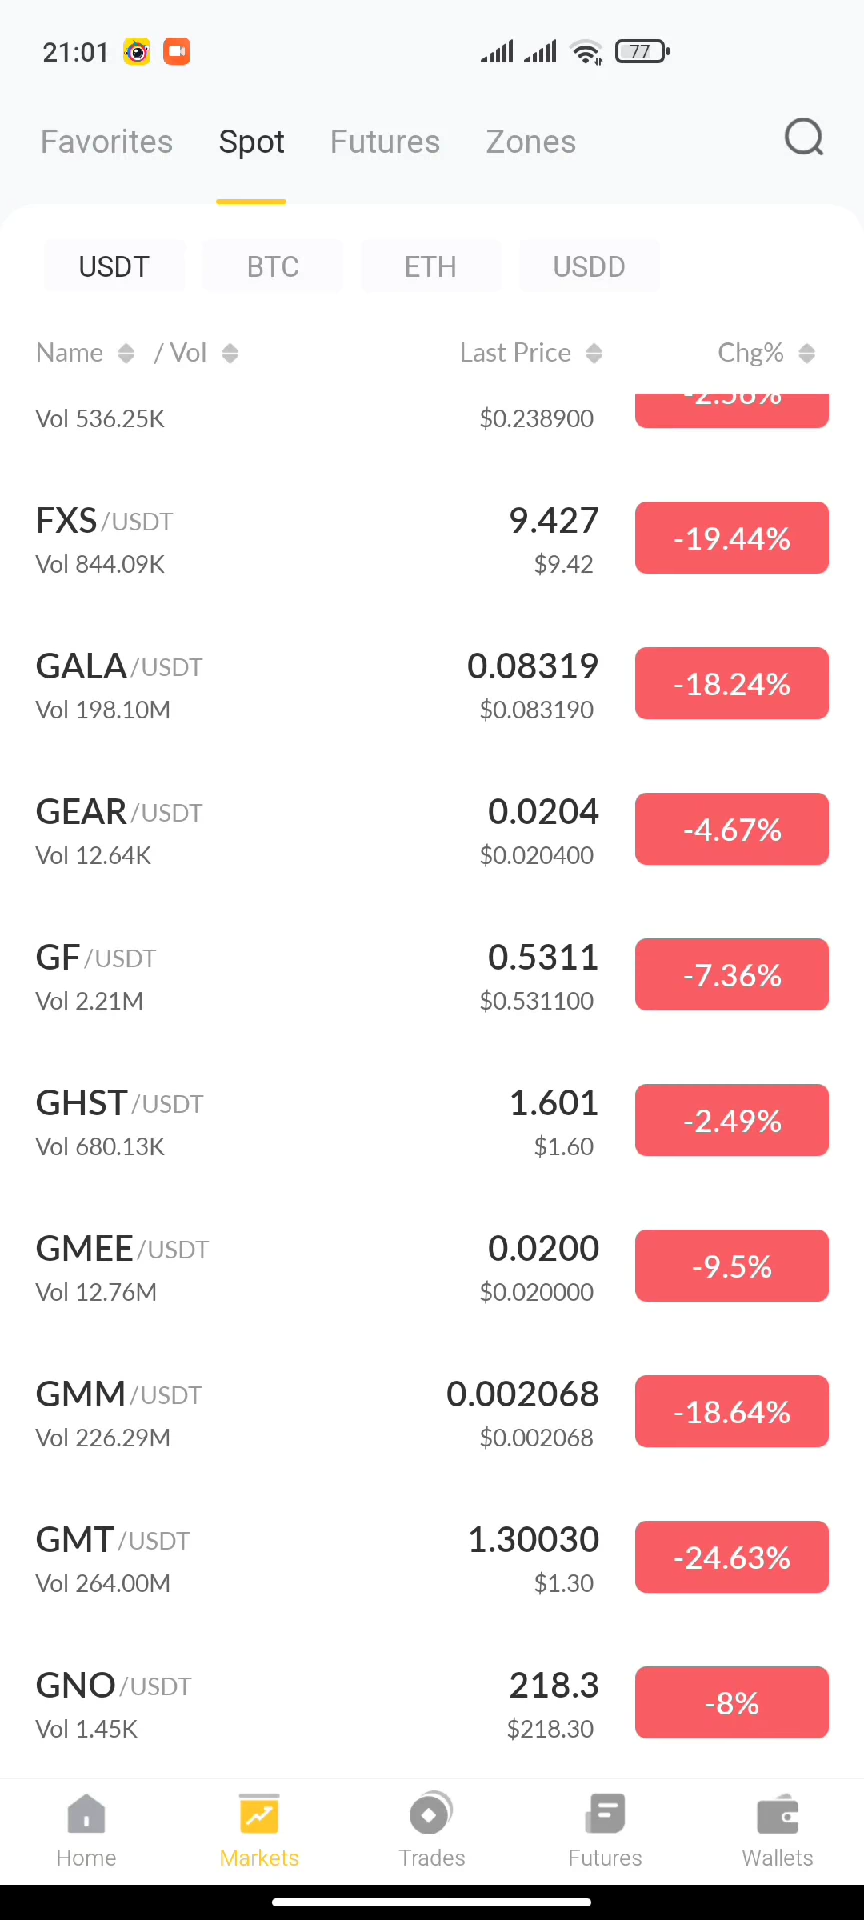 21:01 77
Favorites Spot Futures Zones
USDT BTC ETH USDD
Name / Vol Last Price Chg%
-2.56%
Vol 536.25K $0.238900
FXS/USDT 9.427 -19.44%
Vol 844.09K $9.42
GALA/USDT 0.08319 -18.24%
Vol 198.10M $0.083190
GEAR/USDT 0.0204 -4.67%
Vol 12.64K $0.020400
GF/USDT 0.5311 -7.36%
Vol 2.21M $0.531100
GHST/USDT 1.601 -2.49%
Vol 680.13K $1.60
GMEE/USDT 0.0200 -9.5%
Vol 12.76M $0.020000
GMM/USDT 0.002068 -18.64%
Vol 226.29M $0.002068
GMT/USDT 1.30030 -24.63%
Vol 264.00M $1.30
GNO/USDT 218.3 -8%
Vol 1.45K $218.30
Home Markets Trades Futures Wallets